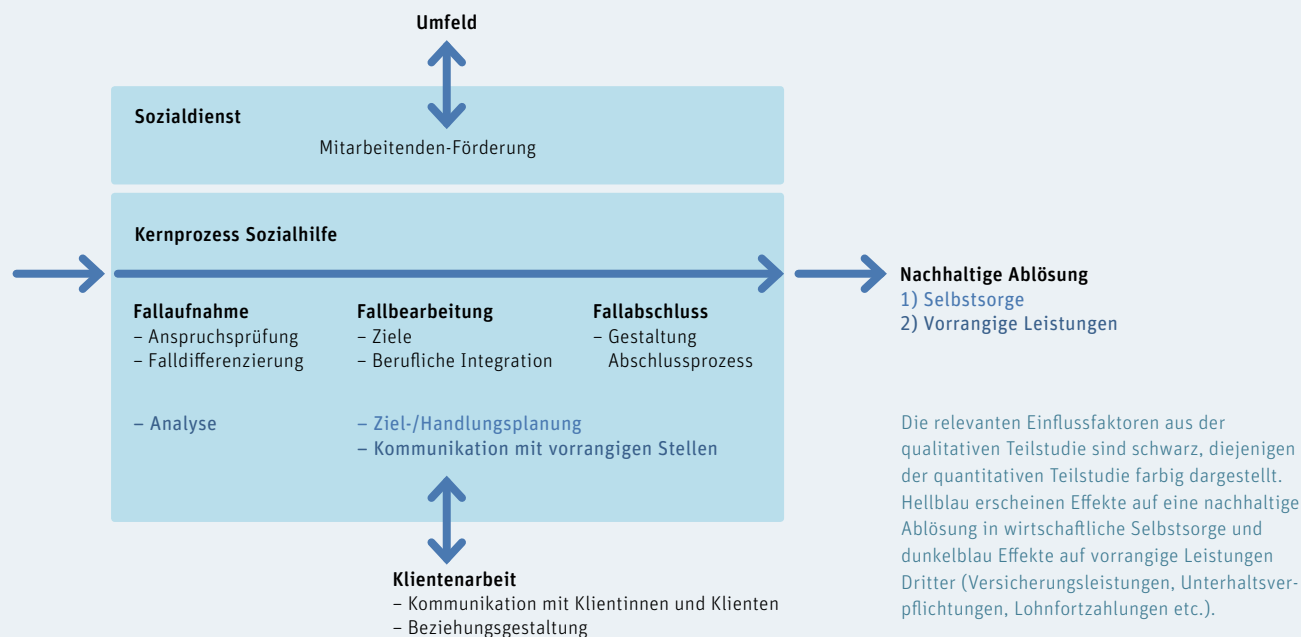 Umfeld
Sozialdienst
Mitarbeitenden-Förderung
Kernprozess Sozialhilfe
Fallaufnahme
– Anspruchsprüfung
– Falldifferenzierung
– Analyse
Fallbearbeitung
– Ziele
– Berufliche Integration
– Ziel-/Handlungsplanung
– Kommunikation mit vorrangigen Stellen
Fallabschluss
– Gestaltung
Abschlussprozess
Nachhaltige Ablösung
1) Selbstsorge
2) Vorrangige Leistungen
Klientenarbeit
– Kommunikation mit Klientinnen und Klienten
– Beziehungsgestaltung
Die relevanten Einflussfaktoren aus der
qualitativen Teilstudie sind schwarz, diejenigen
der quantitativen Teilstudie farbig dargestellt.
Hellblau erscheinen Effekte auf eine nachhaltige
Ablösung in wirtschaftliche Selbstsorge und
dunkelblau Effekte auf vorrangige Leistungen
Dritter (Versicherungsleistungen, Unterhaltsver-
pflichtungen, Lohnfortzahlungen etc.).